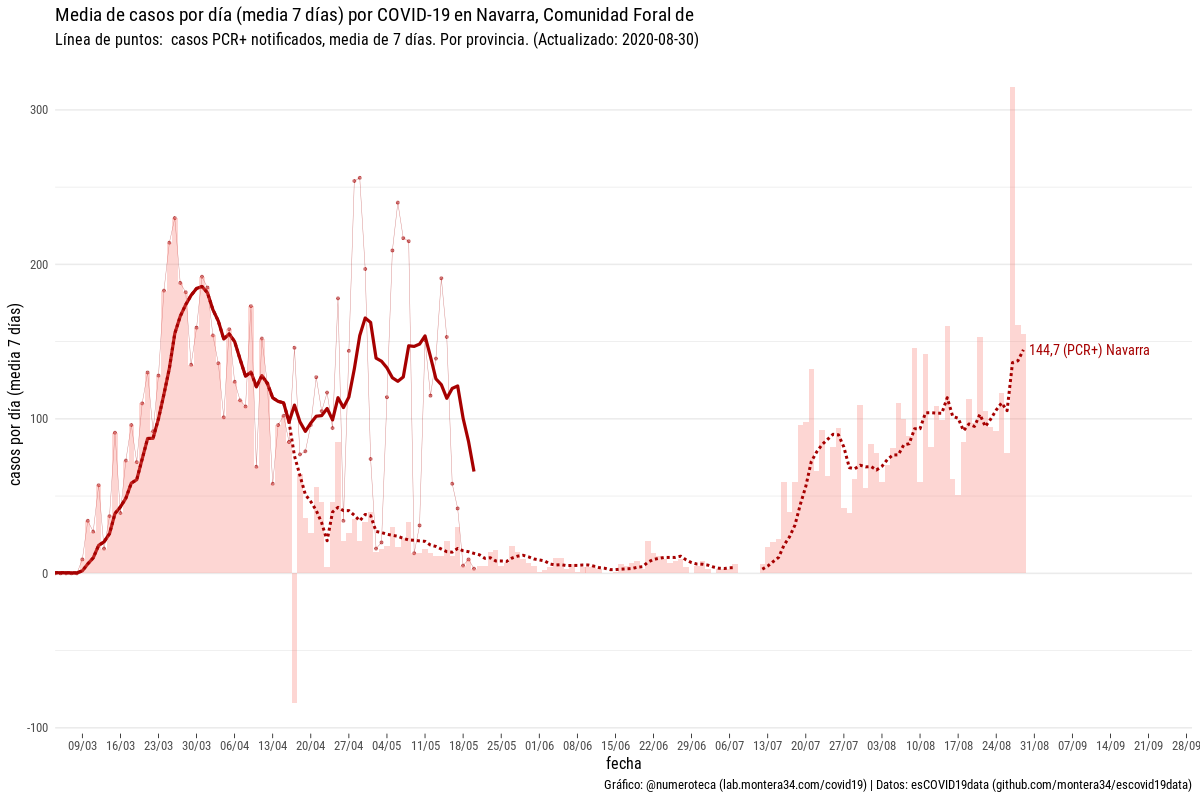 Media de casos por día (media 7 días) por COVID-19 en Navarra, Comunidad Foral de
Línea de puntos:  casos PCR+ notificados, media de 7 días. Por provincia. (Actualizado: 2020-08-30)
casos por día (media 7 días)
300
200
100
0
-100
144,7 (PCR+) Navarra
09/03 16/03 23/03 30/03 06/04 13/04 20/04 27/04 04/05 11/05 18/05 25/05 01/06 08/06 15/06 22/06 29/06 06/07 13/07 20/07 27/07 03/08 10/08 17/08 24/08 31/08 07/09 14/09 21/09 28/09
fecha
Gráfico: @numeroteca (lab.montera34.com/covid19) | Datos: esCOVID19data (github.com/montera34/escovid19data)